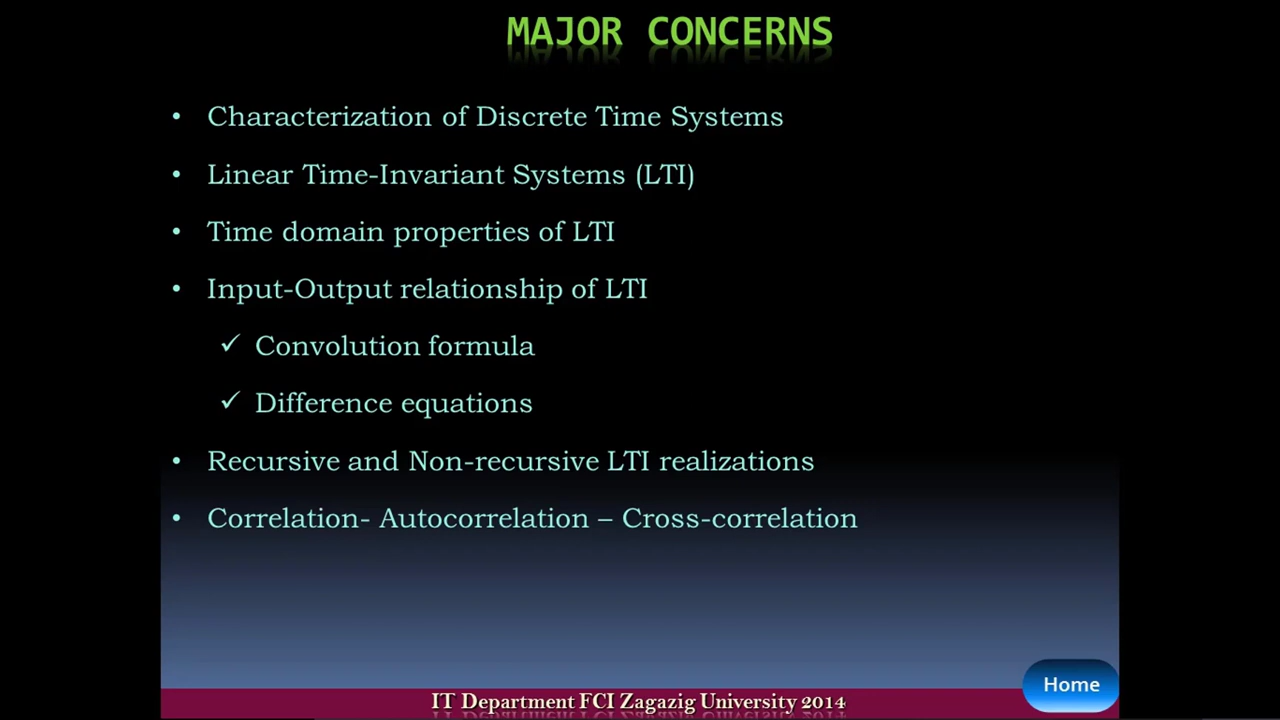 MAJOR CONCERNS
• Characterization of Discrete Time Systems
• Linear Time-Invariant Systems (LTI)
• Time domain properties of LTI
• Input-Output relationship of LTI
✓ Convolution formula
✓ Difference equations
• Recursive and Non-recursive LTI realizations
• Correlation- Autocorrelation – Cross-correlation
Home
IT Department FCI Zagazig University 2014